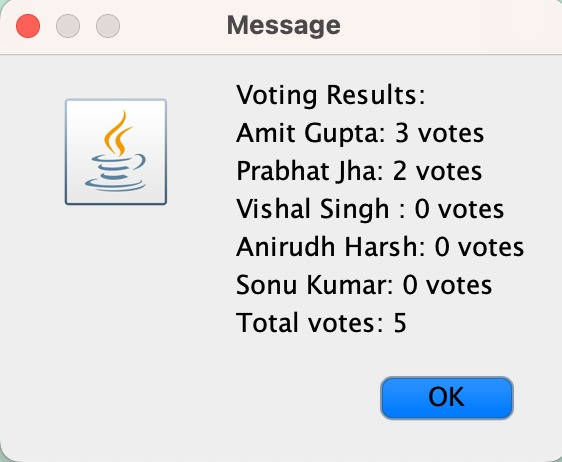 Message
Voting Results:
Amit Gupta: 3 votes
Prabhat Jha: 2 votes
Vishal Singh : 0 votes
Anirudh Harsh: 0 votes
Sonu Kumar: 0 votes
Total votes: 5
OK